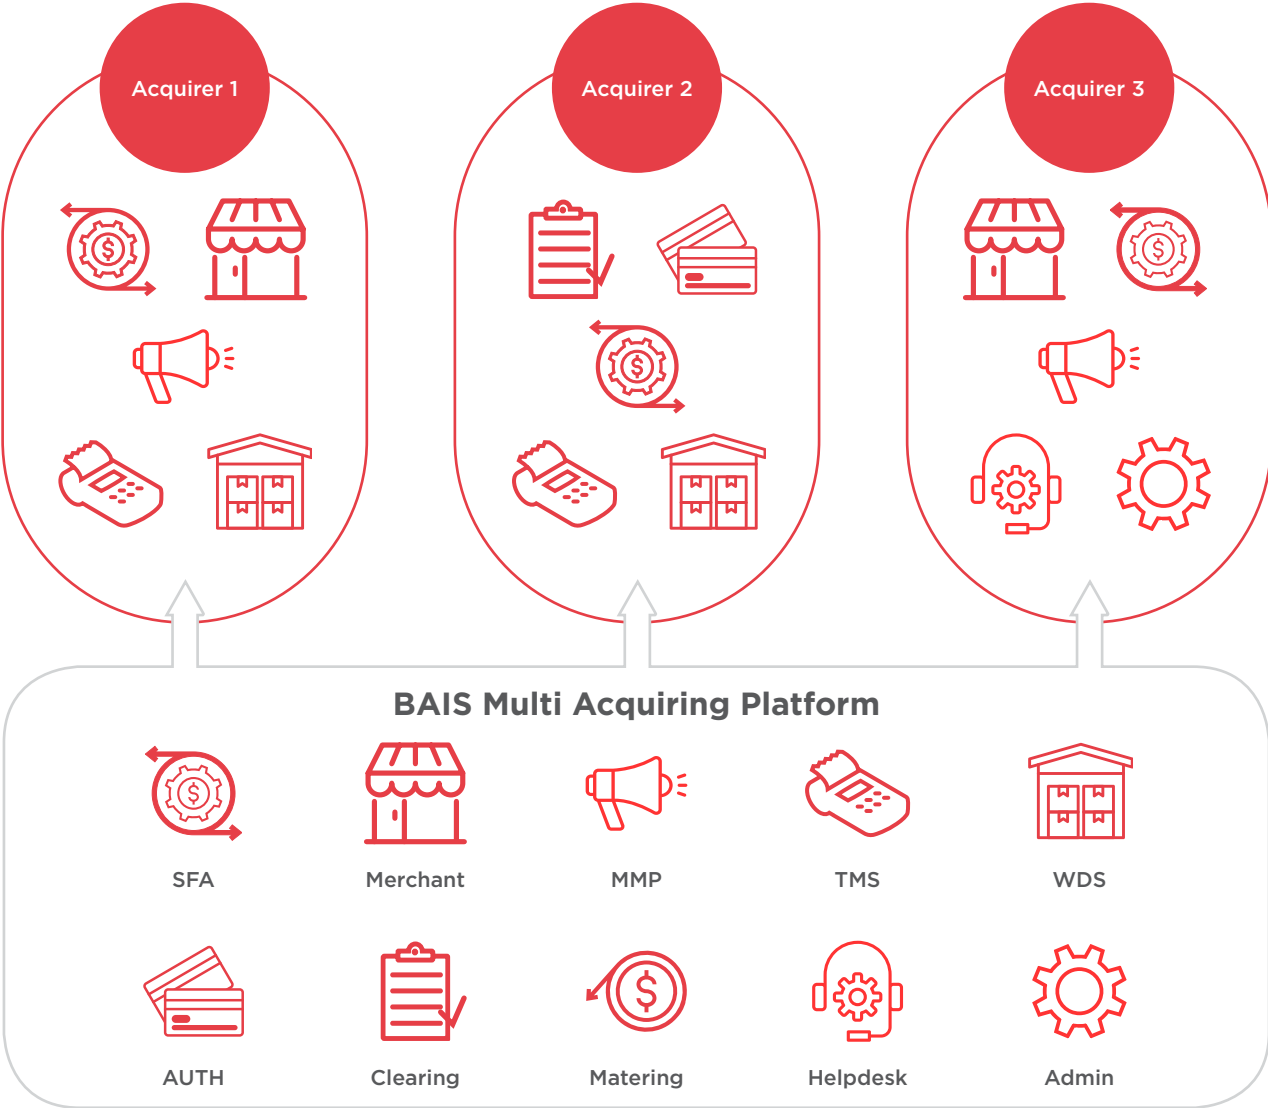 Acquirer 1
Acquirer 2
Acquirer 3
BAIS Multi Acquiring Platform
SFA
Merchant
MMP
TMS
WDS
AUTH
Clearing
Matering
Helpdesk
Admin